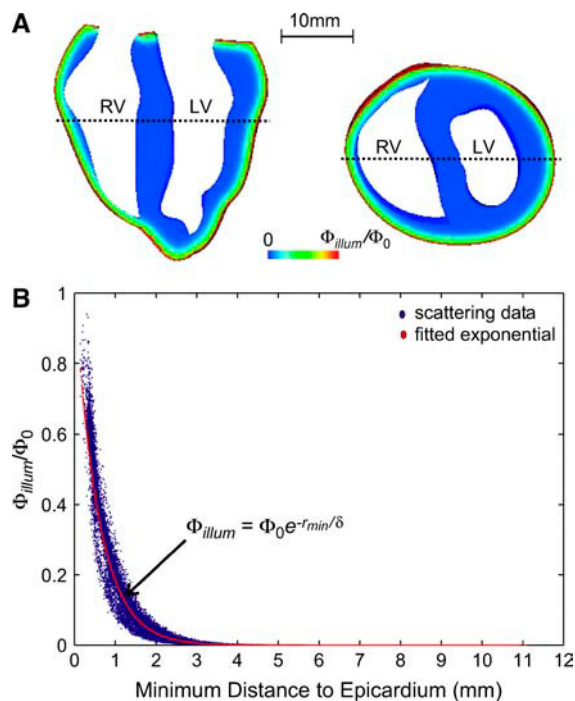 A
10mm
RV LV
RV LV
0 Φillum/Φ0
B
1
0.8
0.6
0.4
0.2
0
Φillum/Φ0
scattering data
fitted exponential
Φillum = Φ0e-rmin/δ
0 1 2 3 4 5 6 7 8 9 10 11 12
Minimum Distance to Epicardium (mm)